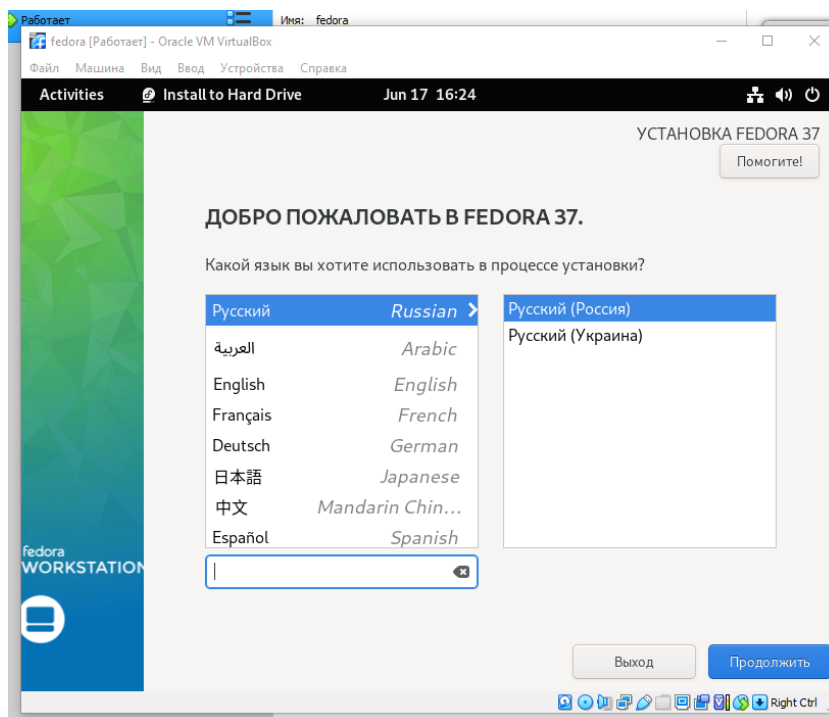 Работает
Имя: fedora
fedora [Работает] - Oracle VM VirtualBox
Файл Машина Вид Ввод Устройства Справка
Activities Install to Hard Drive Jun 17 16:24
УСТАНОВКА FEDORA 37
Помогите!
ДОБРО ПОЖАЛОВАТЬ В FEDORA 37.
Какой язык вы хотите использовать в процессе установки?
Русский Russian
العربية Arabic
English English
Français French
Deutsch German
日本語 Japanese
中文 Mandarin Chin...
Español Spanish
Русский (Россия)
Русский (Украина)
fedora
WORKSTATION
Выход
Продолжить
Right Ctrl